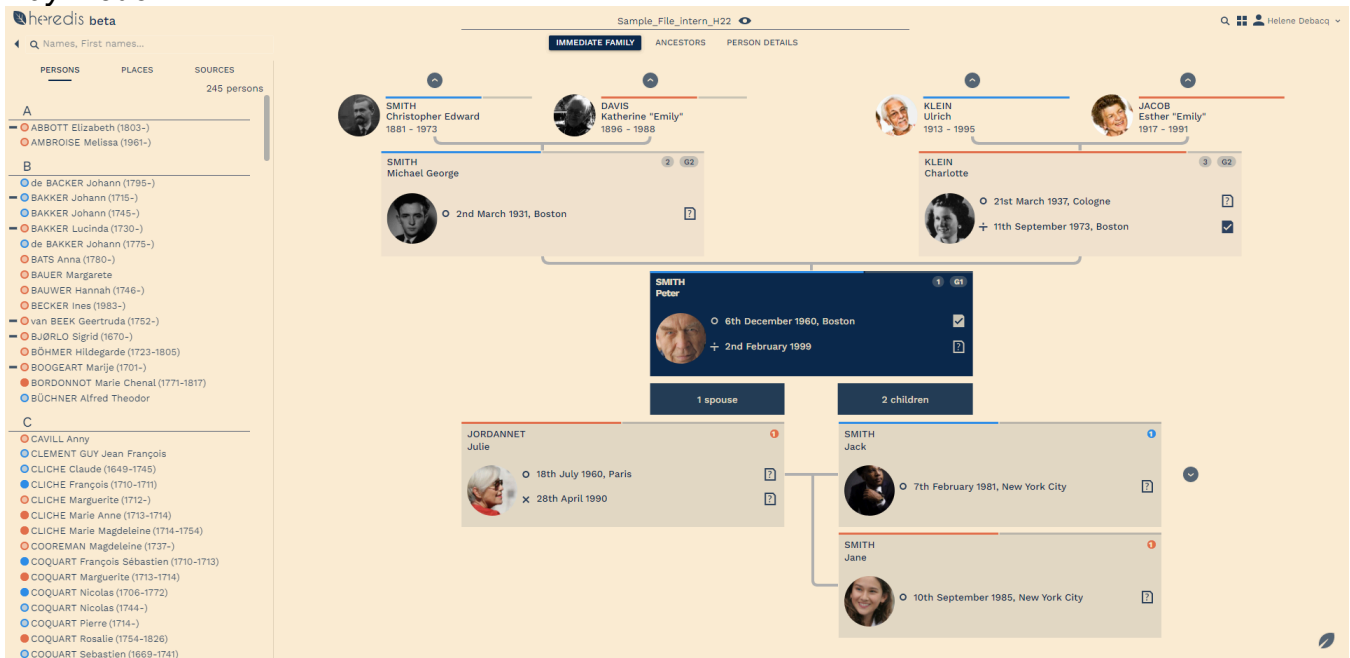 heredis beta
Sample_File_intern_H22
Helene Debacq
Names, First names...
IMMEDIATE FAMILY ANCESTORS PERSON DETAILS
PERSONS PLACES SOURCES
245 persons
A
ABBOTT Elizabeth (1803-)
AMBROISE Melissa (1961-)
B
de BACKER Johann (1795-)
BAKKER Johann (1715-)
BAKKER Johann (1745-)
BAKKER Lucinda (1730-)
de BAKKER Johann (1775-)
BATS Anna (1780-)
BAUER Margarete
BAUWER Hannah (1746-)
BECKER Ines (1983-)
van BEEK Geertruda (1752-)
BJØRLO Sigrid (1670-)
BÖHMER Hildegarde (1723-1805)
BOOGEART Marije (1701-)
BORDONNOT Marie Chenal (1771-1817)
BÜCHNER Alfred Theodor
C
CAVILL Anny
CLEMENT GUY Jean François
CLICHE Claude (1649-1745)
CLICHE François (1710-1711)
CLICHE Marguerite (1712-)
CLICHE Marie Anne (1713-1714)
CLICHE Marie Magdeleine (1714-1754)
COOREMAN Magdeleine (1737-)
COQUART François Sébastien (1710-1713)
COQUART Marguerite (1713-1714)
COQUART Nicolas (1706-1772)
COQUART Nicolas (1744-)
COQUART Pierre (1714-)
COQUART Rosalie (1754-1826)
COQUART Sebastien (1669-1741)
SMITH
Christopher Edward
1881 - 1973
DAVIS
Katherine "Emily"
1896 - 1988
KLEIN
Ulrich
1913 - 1995
JACOB
Esther "Emily"
1917 - 1991
SMITH 2 G2
Michael George
2nd March 1931, Boston
KLEIN 3 G2
Charlotte
21st March 1937, Cologne
11th September 1973, Boston
SMITH 1 G1
Peter
6th December 1960, Boston
2nd February 1999
1 spouse 2 children
JORDANNET 1
Julie
18th July 1960, Paris
28th April 1990
SMITH 1
Jack
7th February 1981, New York City
SMITH 1
Jane
10th September 1985, New York City